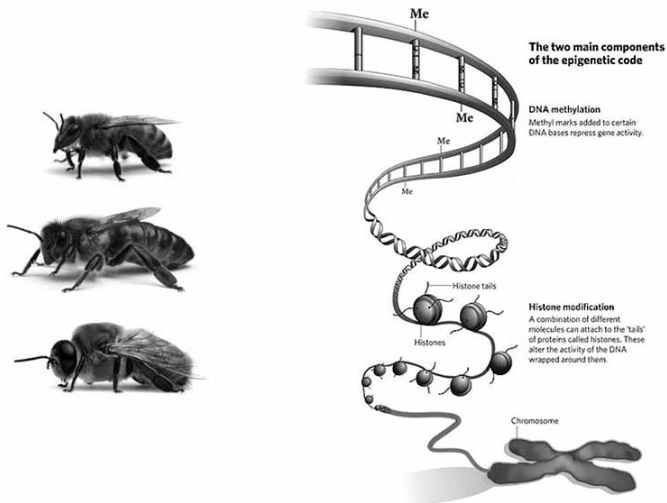 Me
The two main components
of the epigenetic code
DNA methylation
Methyl marks added to certain
DNA bases repress gene activity.
Me
Me
Me
Histone tails
Histones
Histone modification
A combination of different
molecules can attach to the 'tails'
of proteins called histones. These
alter the activity of the DNA
wrapped around them.
Chromosome